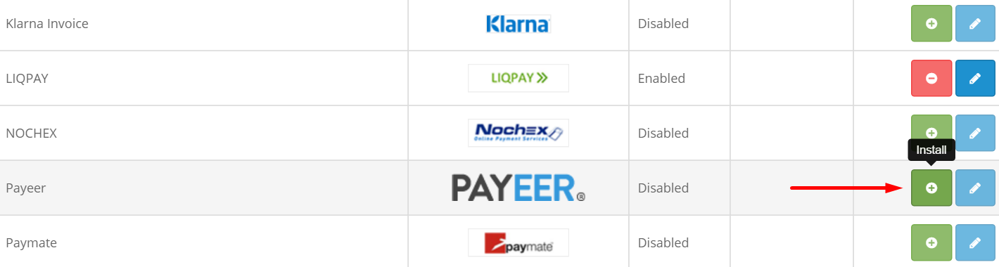 Klarna Invoice Klarna Disabled
LIQPAY LIQPAY Enabled
NOCHEX Nochex Disabled
Online Payment Services
Install
Payeer PAYEER® Disabled
Paymate paymate Disabled